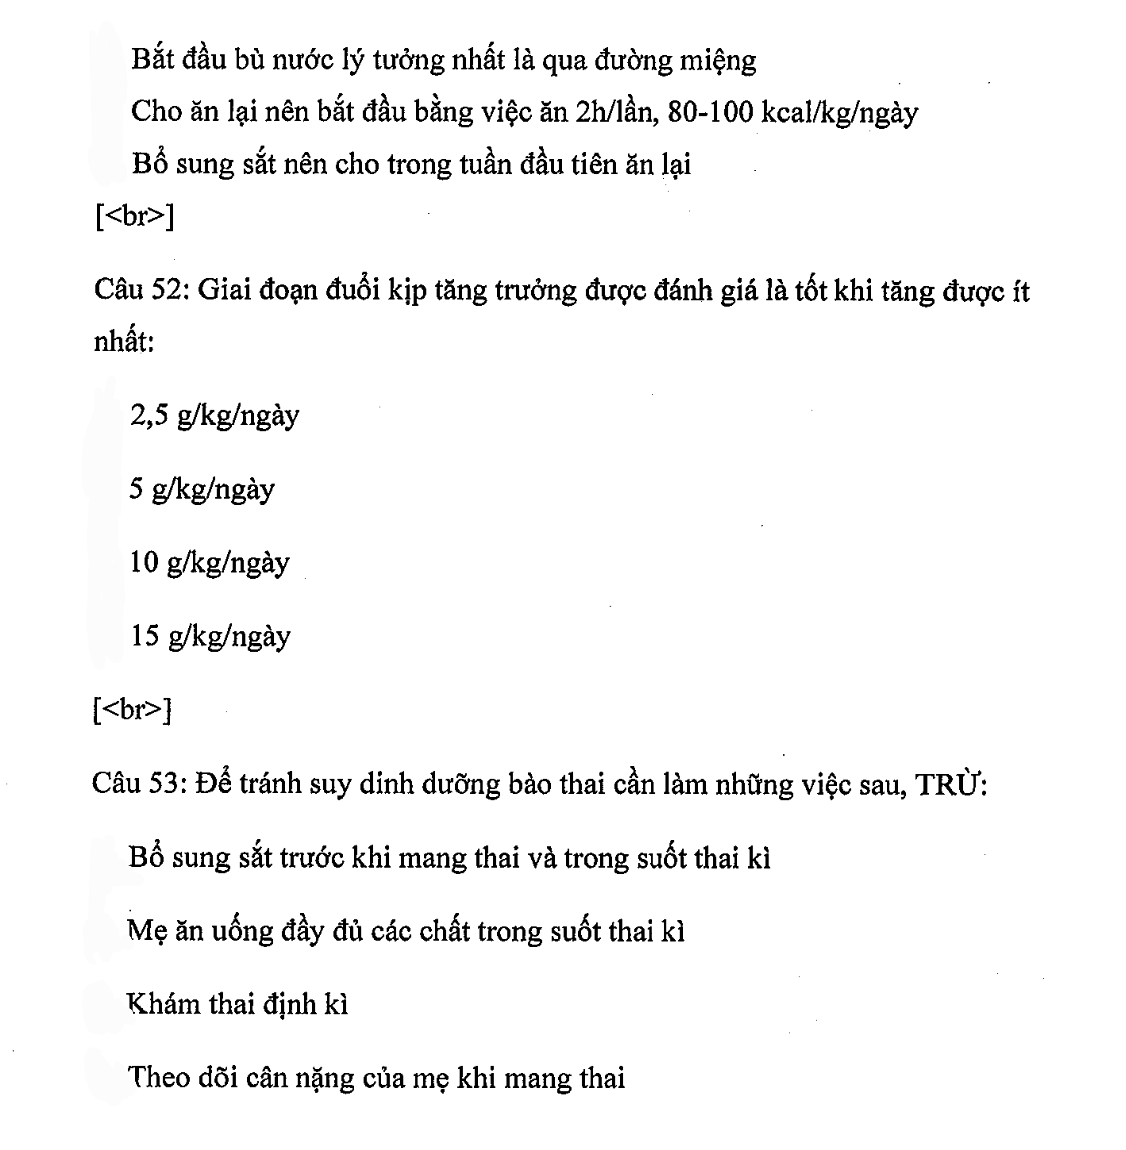 Bắt đầu bù nước lý tưởng nhất là qua đường miệng
Cho ăn lại nên bắt đầu bằng việc ăn 2h/lần, 80-100 kcal/kg/ngày
Bổ sung sắt nên cho trong tuần đầu tiên ăn lại
[<br>]
Câu 52: Giai đoạn đuổi kịp tăng trưởng được đánh giá là tốt khi tăng được ít
nhất:
2,5 g/kg/ngày
5 g/kg/ngày
10 g/kg/ngày
15 g/kg/ngày
[<br>]
Câu 53: Để tránh suy dinh dưỡng bào thai cần làm những việc sau, TRỪ:
Bổ sung sắt trước khi mang thai và trong suốt thai kì
Mẹ ăn uống đầy đủ các chất trong suốt thai kì
Khám thai định kì
Theo dõi cân nặng của mẹ khi mang thai